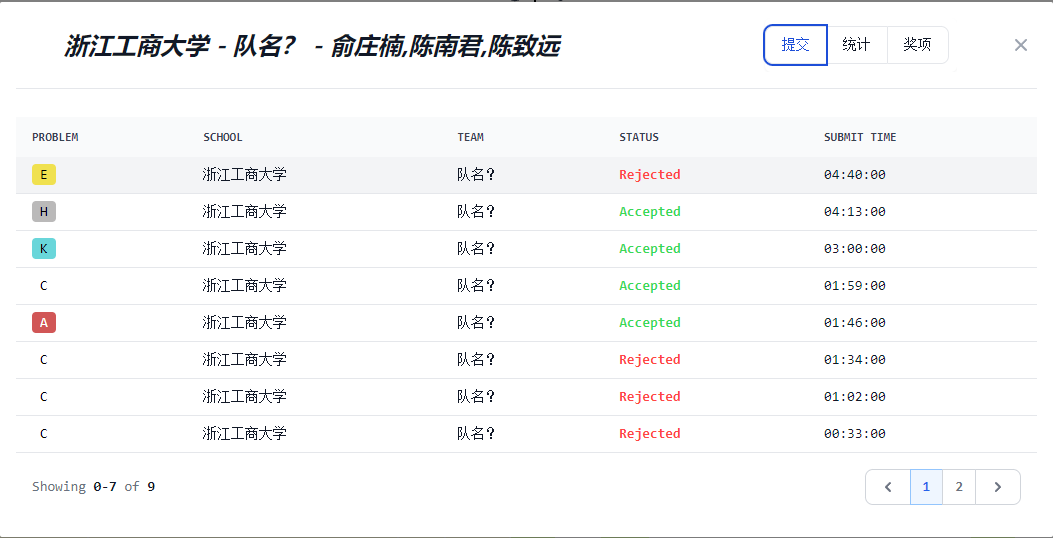 浙江工商大学 - 队名？ - 俞庄楠,陈南君,陈致远
提交 统计 奖项
PROBLEM SCHOOL TEAM STATUS SUBMIT TIME
E 浙江工商大学 队名？ Rejected 04:40:00
H 浙江工商大学 队名？ Accepted 04:13:00
K 浙江工商大学 队名？ Accepted 03:00:00
C 浙江工商大学 队名？ Accepted 01:59:00
A 浙江工商大学 队名？ Accepted 01:46:00
C 浙江工商大学 队名？ Rejected 01:34:00
C 浙江工商大学 队名？ Rejected 01:02:00
C 浙江工商大学 队名？ Rejected 00:33:00
Showing 0-7 of 9
1 2